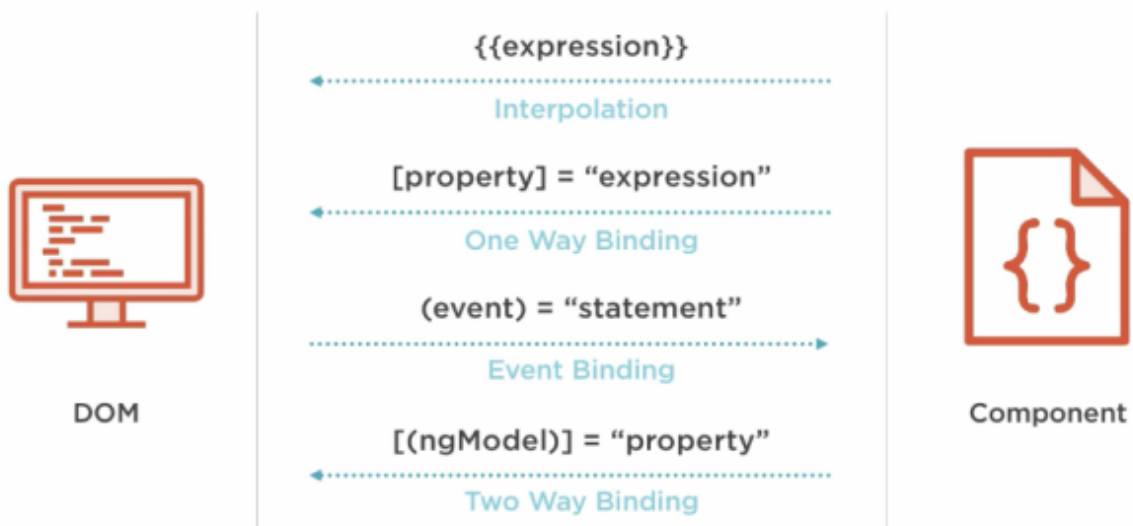 {{expression}}
Interpolation
[property] = “expression”
One Way Binding
(event) = “statement”
Event Binding
DOM
Component
[(ngModel)] = “property”
Two Way Binding